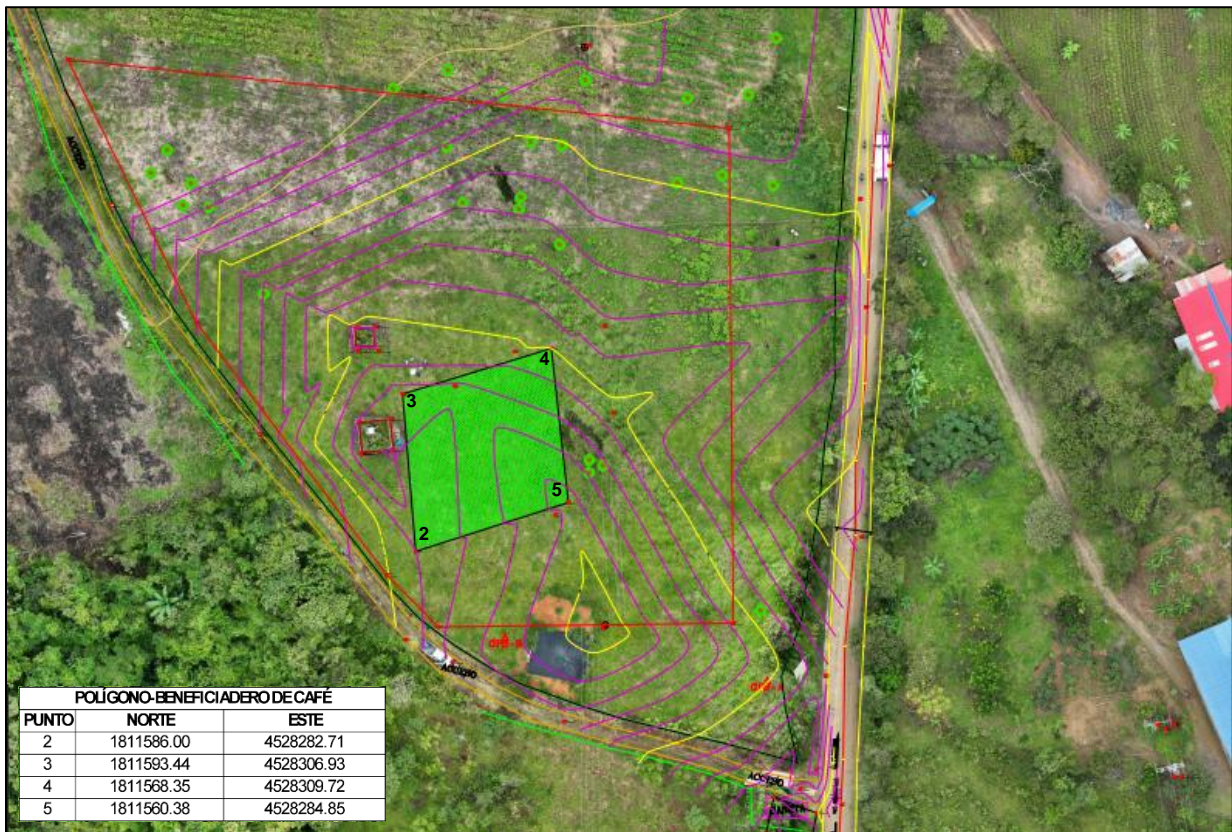 ACCESO
4
3
5
2
GPS-A
ACCESO
ACCESO
POLÍGONO-BENEFICIADERO DE CAFÉ
PUNTO NORTE ESTE
2 1811586.00 4528282.71
3 1811593.44 4528306.93
4 1811568.35 4528309.72
5 1811560.38 4528284.85